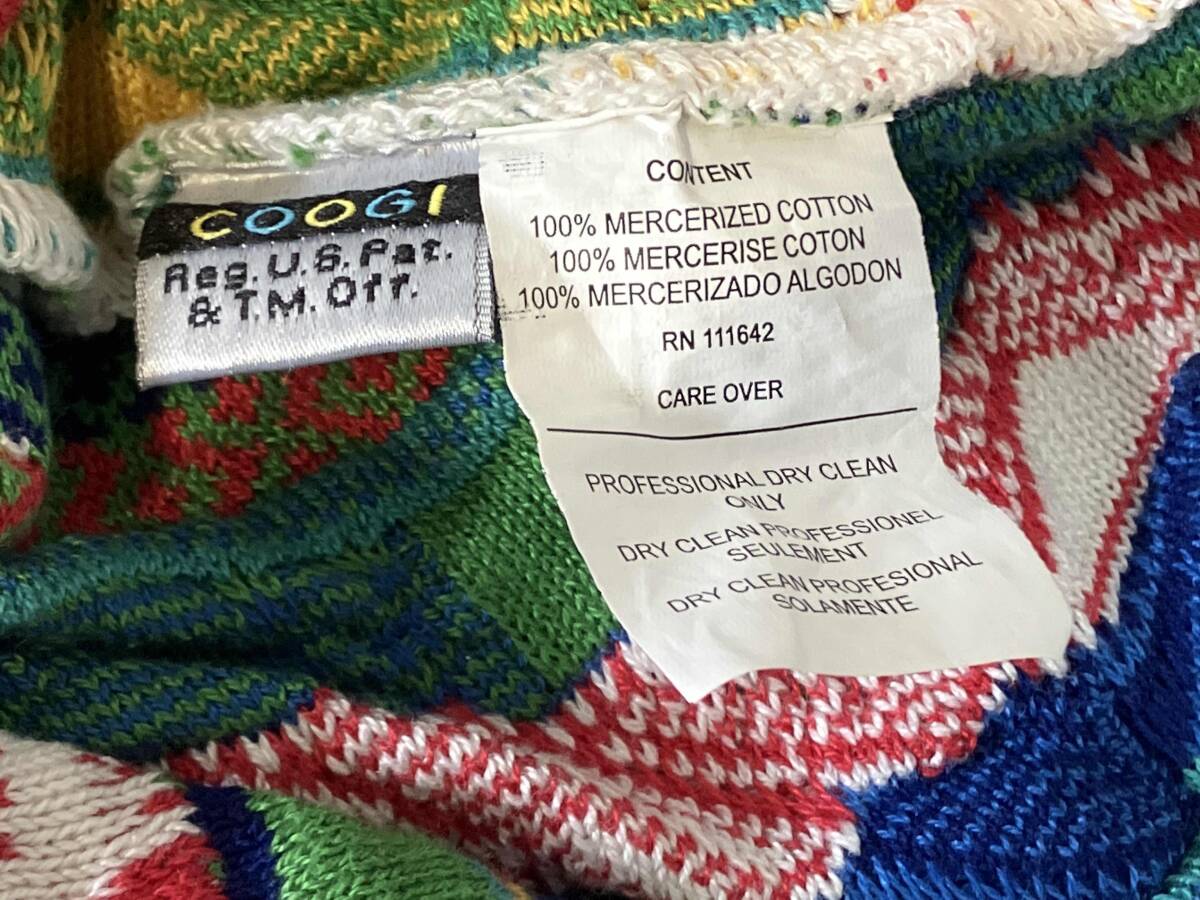 COOGI
Reg. U.S. Pat.
& T.M. Off.
CONTENT
100% MERCERIZED COTTON
100% MERCERISE COTON
100% MERCERIZADO ALGODON
RN 111642
CARE OVER
PROFESSIONAL DRY CLEAN
ONLY
DRY CLEAN PROFESSIONEL
SEULEMENT
DRY CLEAN PROFESIONAL
SOLAMENTE